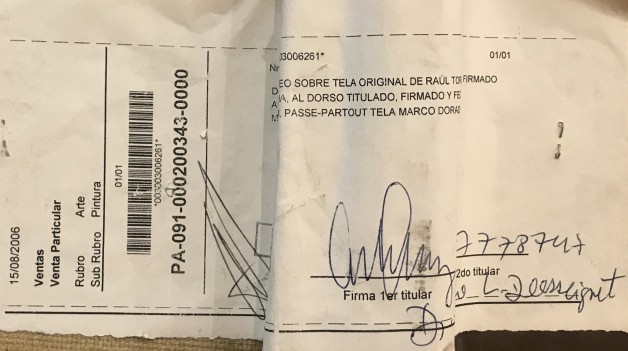 15/08/2006
Ventas
Venta Particular
Rubro Arte
Sub Rubro Pintura
01/01
*003003006261*
PA-091-000200343-0000
03006261* 01/01
EO SOBRE TELA ORIGINAL DE RAÚL FIRMADO
AL DORSO TITULADO, FIRMADO Y FE
PASSE-PARTOUT TELA MARCO DORAD
7778747
Firma 1er titular
2do titular